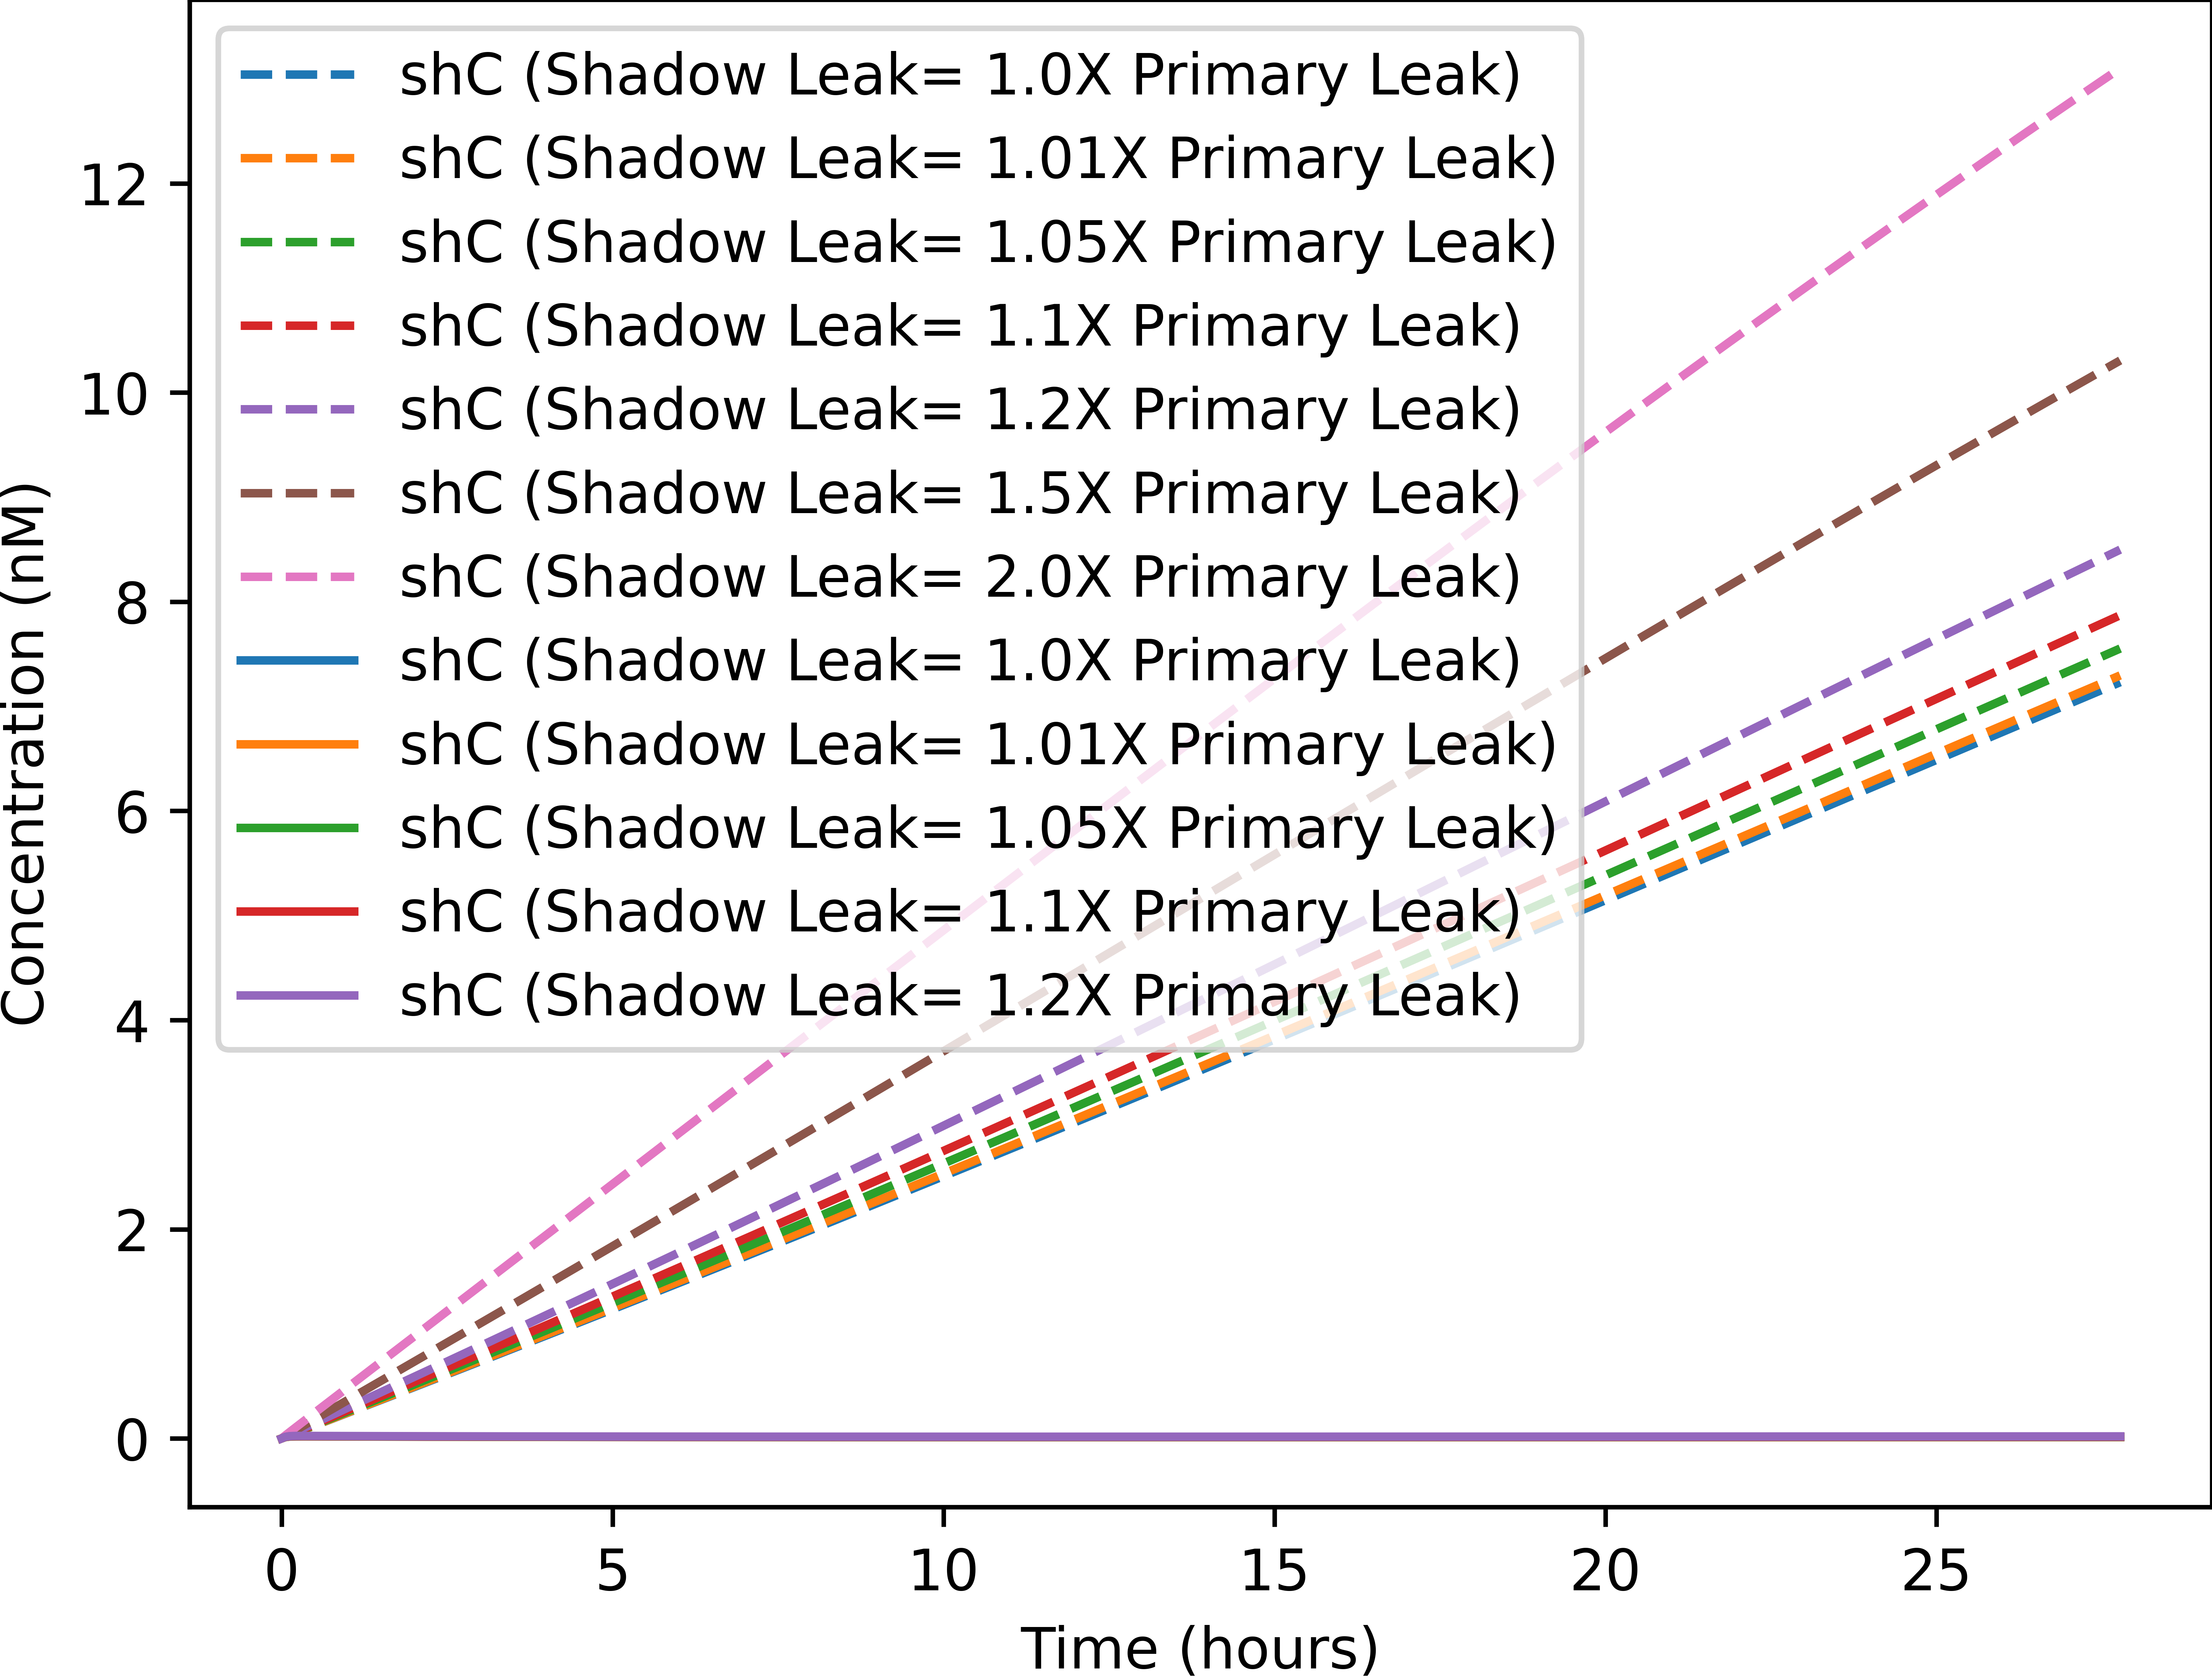 shC (Shadow Leak= 1.0X Primary Leak)
shC (Shadow Leak= 1.01X Primary Leak)
shC (Shadow Leak= 1.05X Primary Leak)
shC (Shadow Leak= 1.1X Primary Leak)
shC (Shadow Leak= 1.2X Primary Leak)
shC (Shadow Leak= 1.5X Primary Leak)
shC (Shadow Leak= 2.0X Primary Leak)
shC (Shadow Leak= 1.0X Primary Leak)
shC (Shadow Leak= 1.01X Primary Leak)
shC (Shadow Leak= 1.05X Primary Leak)
shC (Shadow Leak= 1.1X Primary Leak)
shC (Shadow Leak= 1.2X Primary Leak)
Concentration (nM)
12
10
8
6
4
2
0
0 5 10 15 20 25
Time (hours)